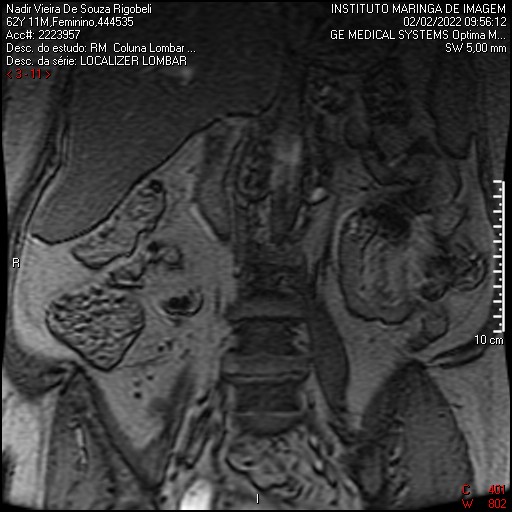 Nadir Vieira De Souza Rigobeli
62Y 11M,Feminino,444535
Acc#: 2223957
Desc. do estudo: RM Coluna Lombar ...
Desc. da série: LOCALIZER LOMBAR
< 3 - 11 >
INSTITUTO MARINGA DE IMAGEM
02/02/2022 09:56:12
GE MEDICAL SYSTEMS Optima M...
SW 5,00 mm
R
10 cm
I
C 401
W 802